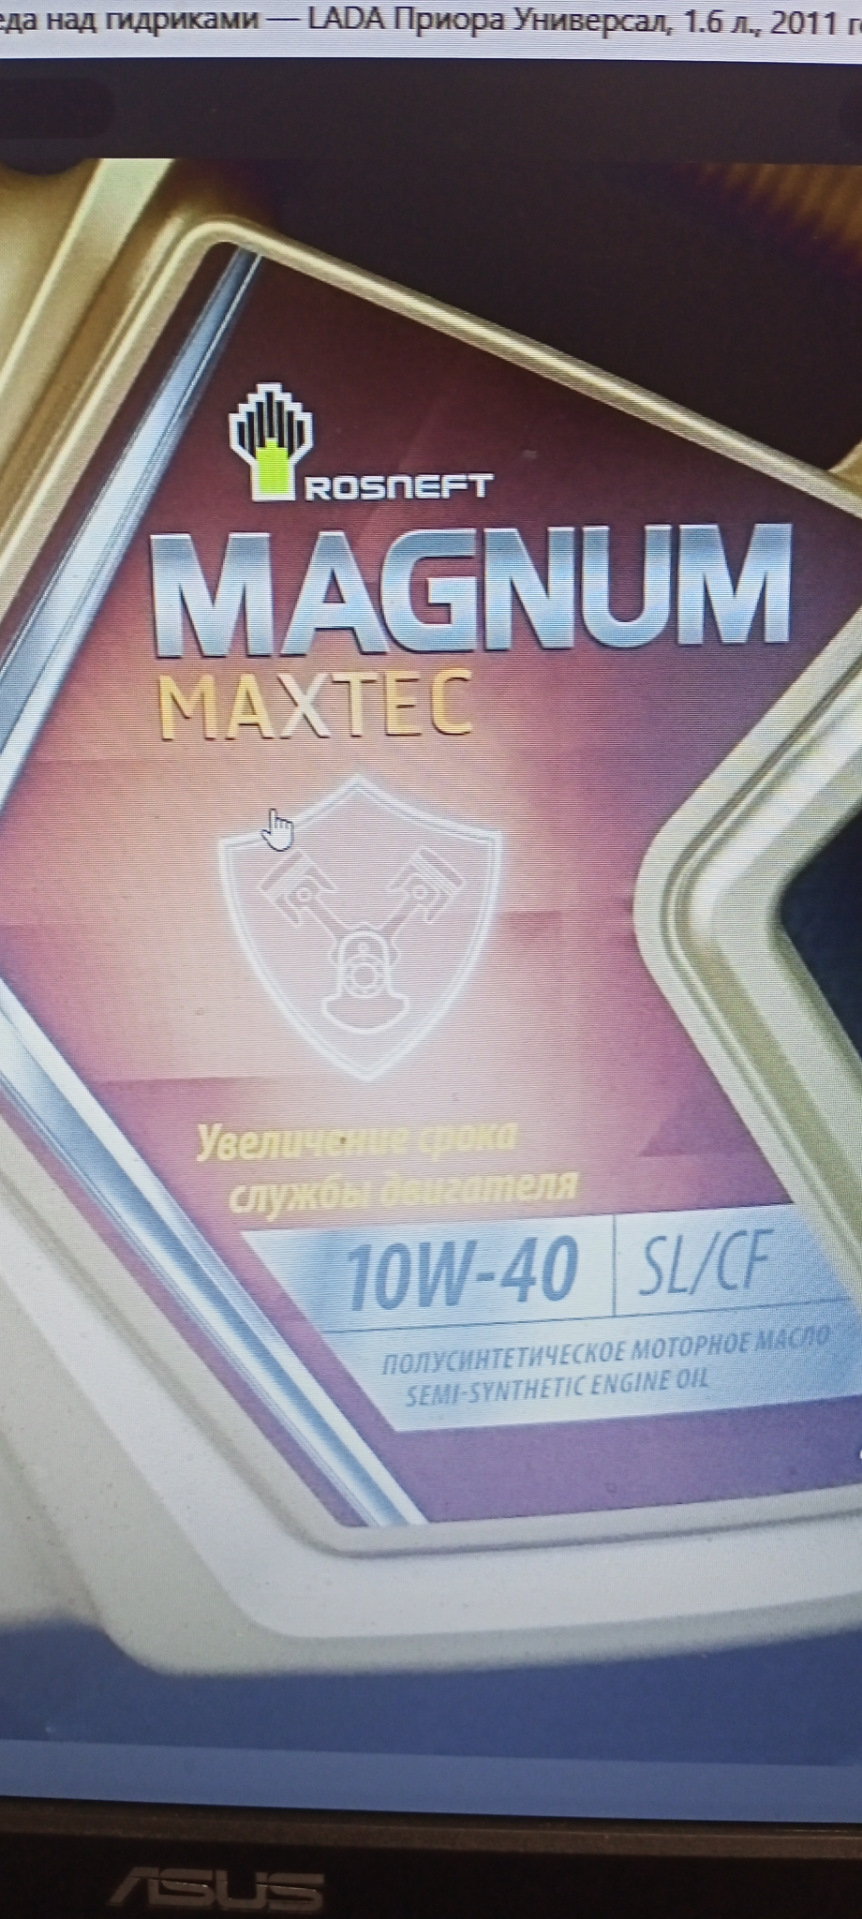 еда над гидриками — LADA Приора Универсал, 1.6 л., 2011 г
ROSNEFT
MAGNUM
MAXTEC
Увеличение срока
службы двигателя
10W-40 SL/CF
ПОЛУСИНТЕТИЧЕСКОЕ МОТОРНОЕ МАСЛО
SEMI-SYNTHETIC ENGINE OIL
ASUS